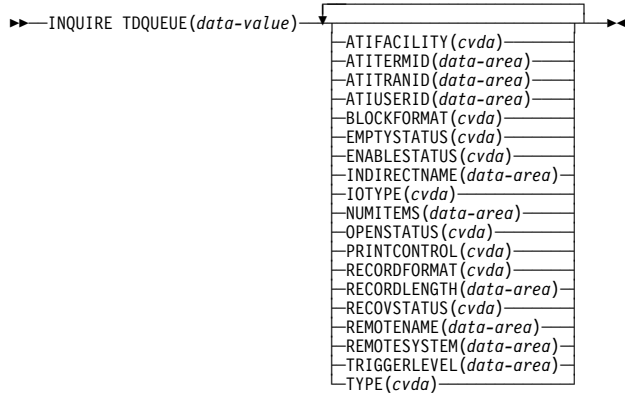 INQUIRE TDQUEUE(data-value)
ATIFACILITY(cvda)
ATITERMID(data-area)
ATITRANID(data-area)
ATIUSERID(data-area)
BLOCKFORMAT(cvda)
EMPTYSTATUS(cvda)
ENABLESTATUS(cvda)
INDIRECTNAME(data-area)
IOTYPE(cvda)
NUMITEMS(data-area)
OPENSTATUS(cvda)
PRINTCONTROL(cvda)
RECORDFORMAT(cvda)
RECORDLENGTH(data-area)
RECOVSTATUS(cvda)
REMOTENAME(data-area)
REMOTESYSTEM(data-area)
TRIGGERLEVEL(data-area)
TYPE(cvda)